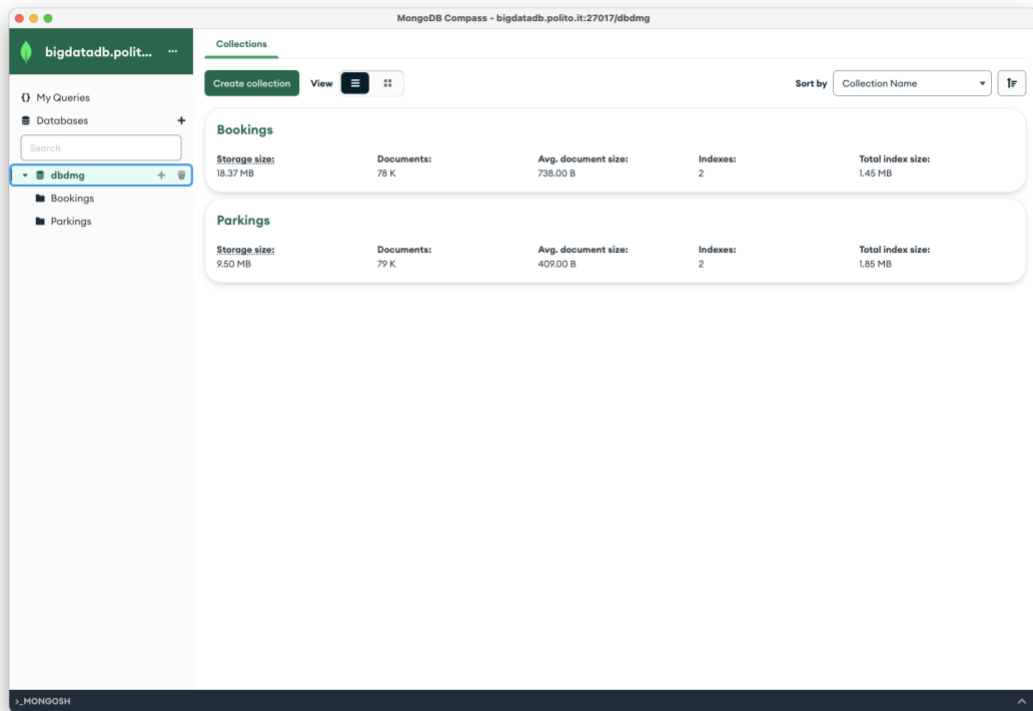 MongoDB Compass - bigdatadb.polito.it:27017/dbdmg
bigdatadb.polit... ...
{} My Queries
Databases +
Search
dbdmg +
Bookings
Parkings
Collections
Create collection View Sort by Collection Name
Bookings
Storage size: Documents: Avg. document size: Indexes: Total index size:
18.37 MB 78 K 738.00 B 2 1.45 MB
Parkings
Storage size: Documents: Avg. document size: Indexes: Total index size:
9.50 MB 79 K 409.00 B 2 1.85 MB
>_MONGOSH